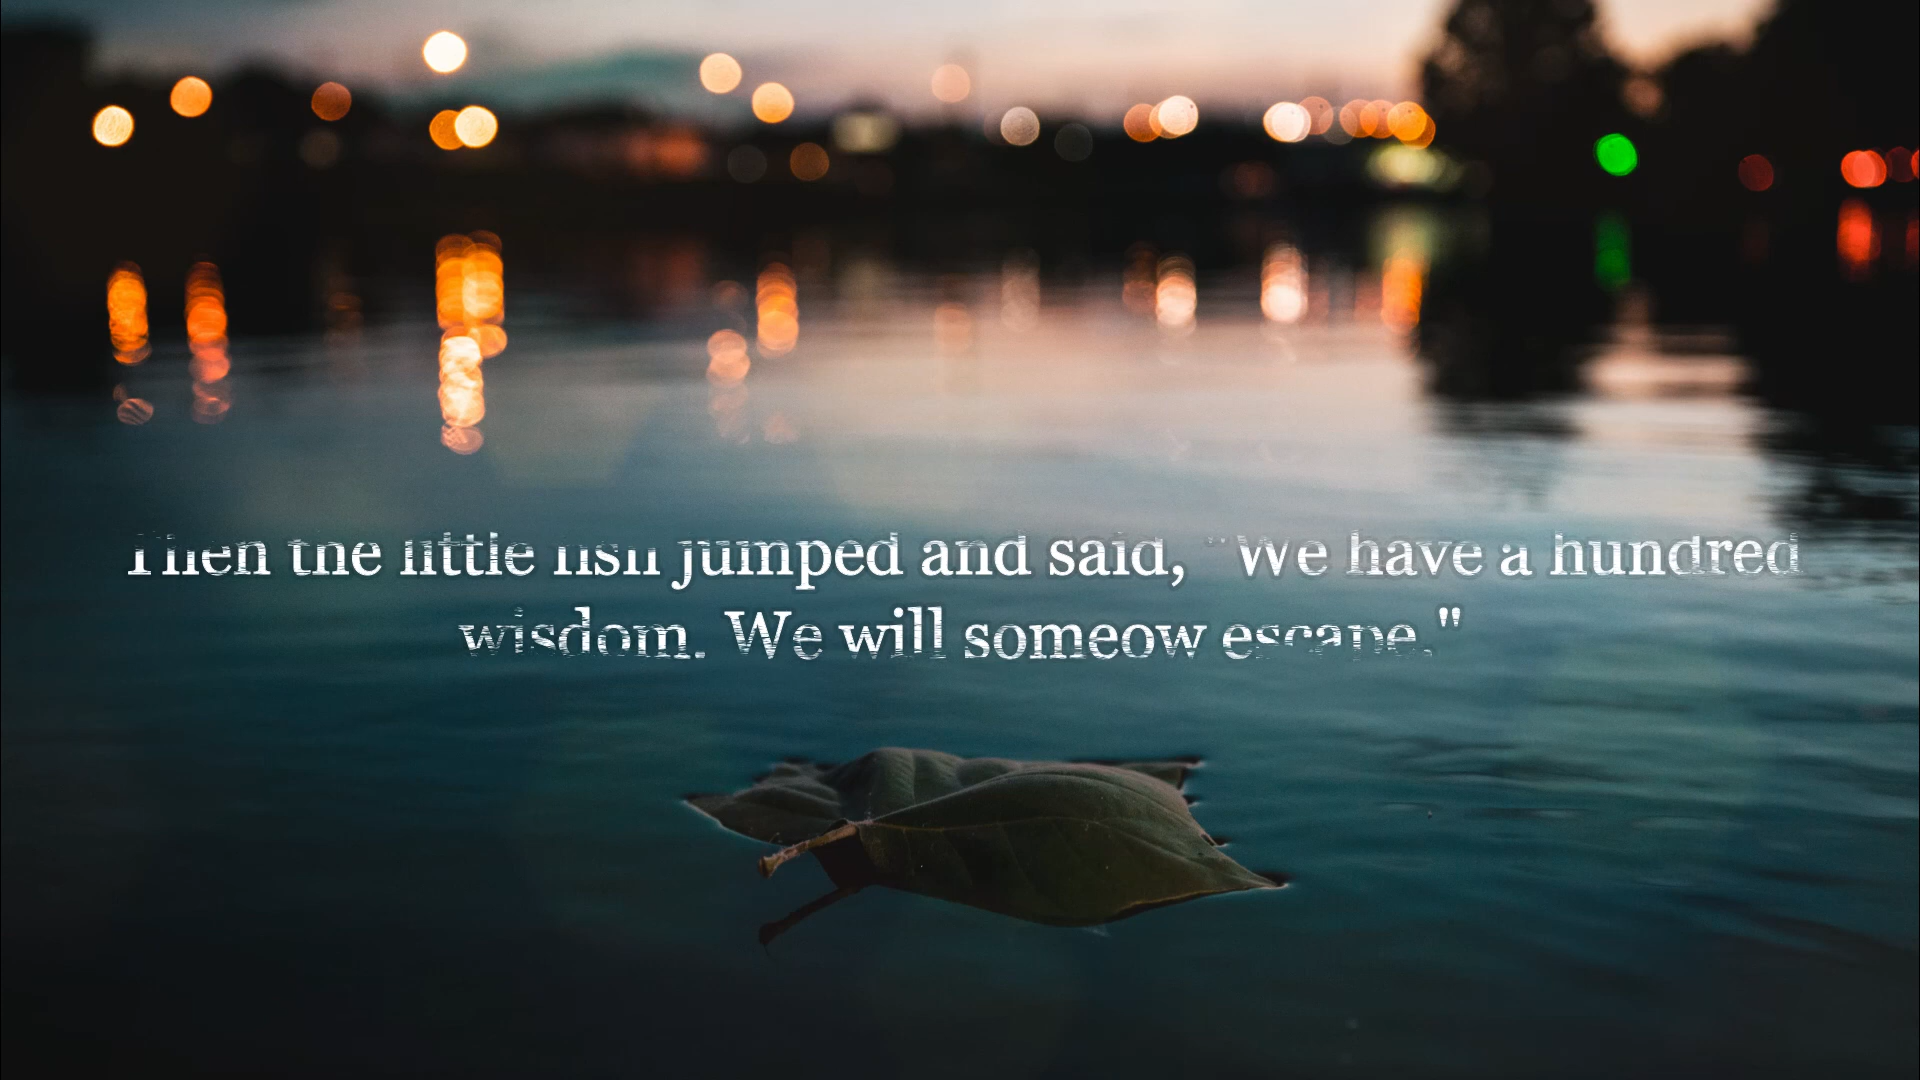 Then the little fish jumped and said, "We have a hundred
wisdom. We will someow escape."